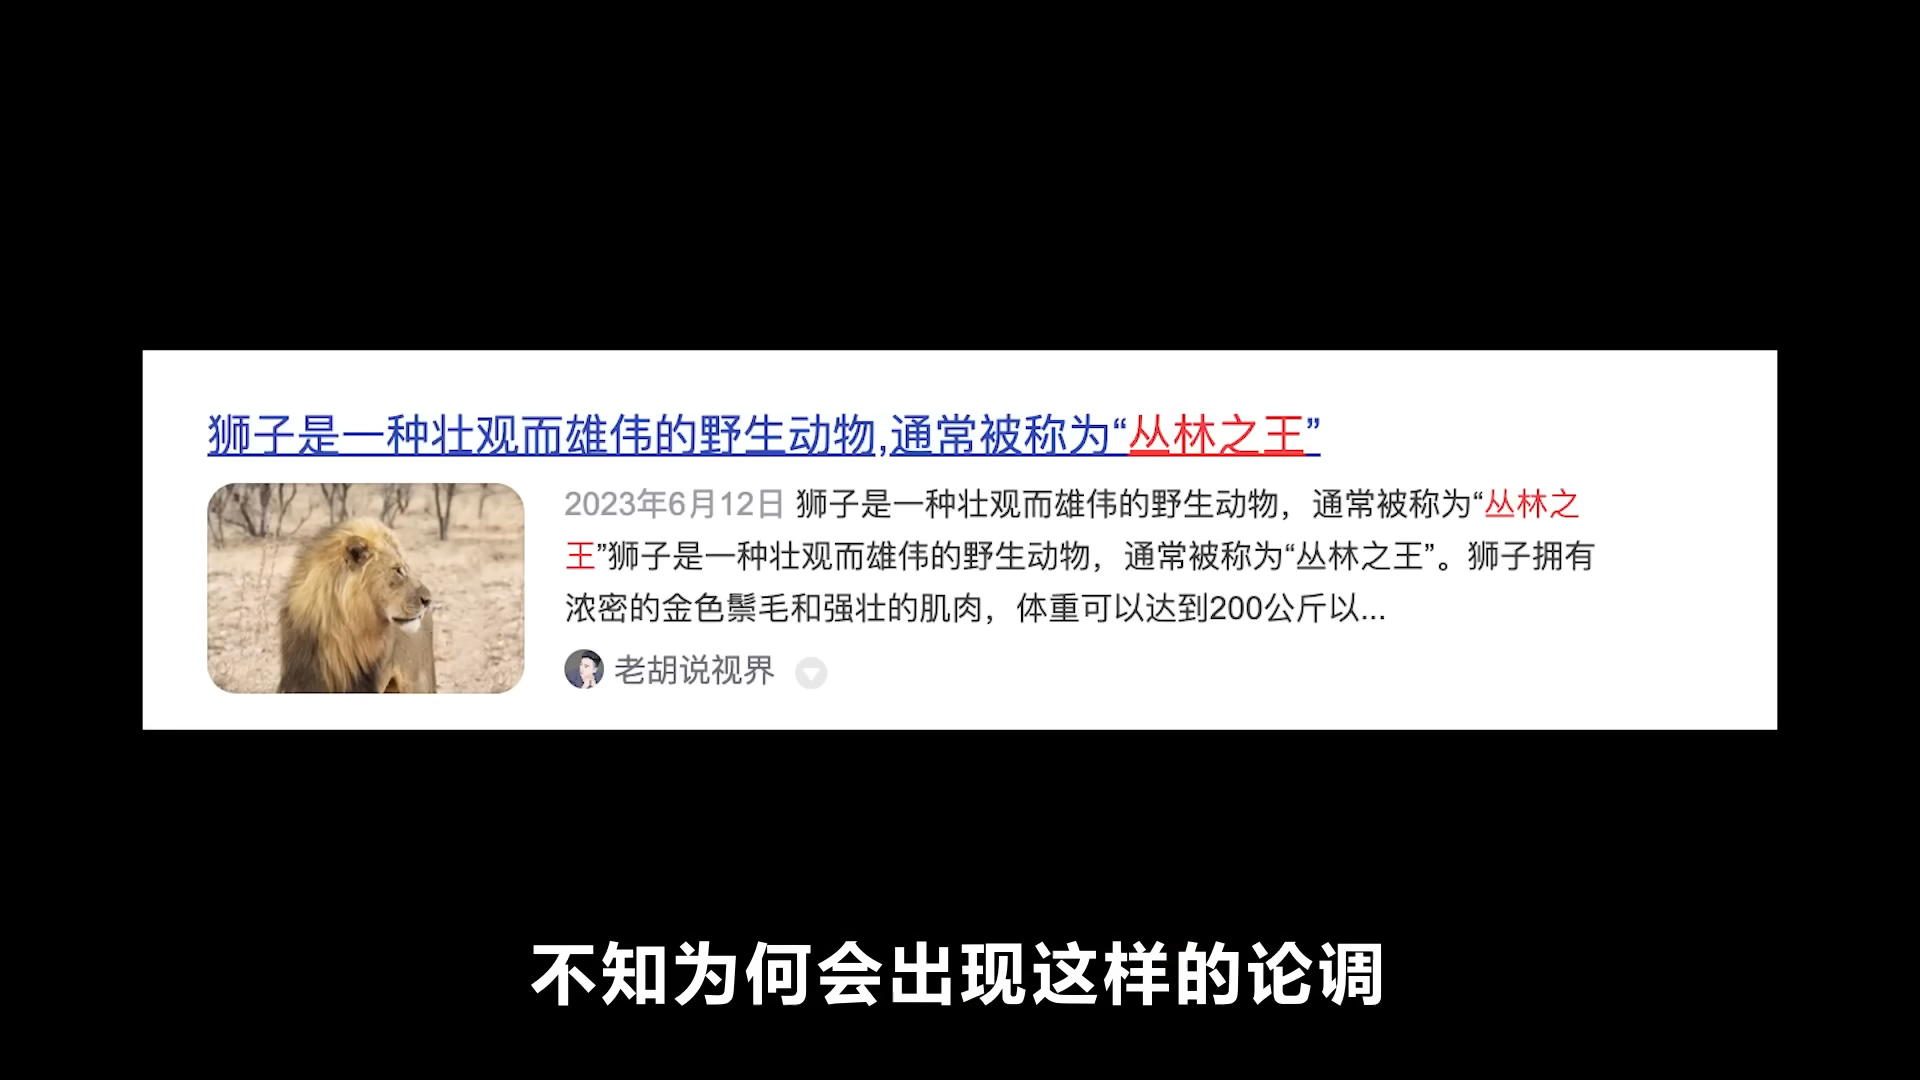 狮子是一种壮观而雄伟的野生动物,通常被称为“丛林之王”
2023年6月12日 狮子是一种壮观而雄伟的野生动物，通常被称为“丛林之
王”狮子是一种壮观而雄伟的野生动物，通常被称为“丛林之王”。狮子拥有
浓密的金色鬃毛和强壮的肌肉，体重可以达到200公斤以...
老胡说视界
不知为何会出现这样的论调